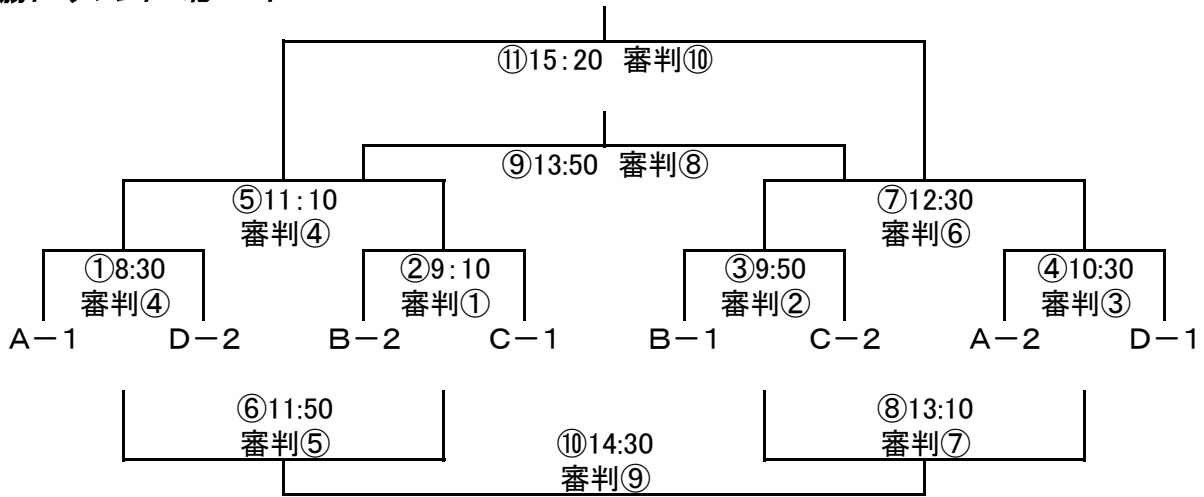 ⑪15：20 審判⑩
⑨13:50 審判⑧
⑤11：10
審判④
⑦12:30
審判⑥
①8:30
審判④
②9：10
審判①
③9:50
審判②
④10:30
審判③
A－1 D－2 B－2 C－1 B－1 C－2 A－2 D－1
⑥11:50
審判⑤
⑧13:10
審判⑦
⑩14:30
審判⑨